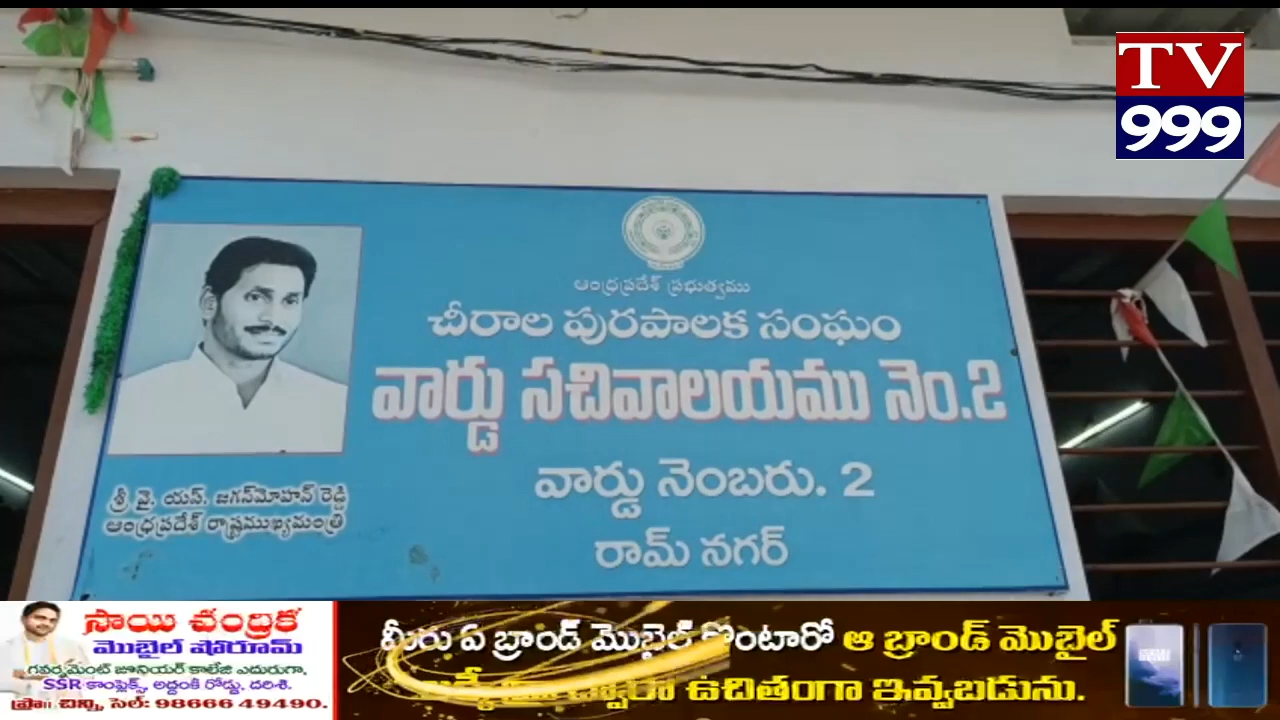 TV
999
ఆంధ్రప్రదేశ్ ప్రభుత్వము
చీరాల పురపాలక సంఘం
వార్డు సచివాలయము నెం.2
వార్డు నెంబరు. 2
రామ్ నగర్
శ్రీ వై. యస్. జగన్‌మోహన్ రెడ్డి
ఆంధ్రప్రదేశ్ రాష్ట్రముఖ్యమంత్రి
సాయి చంద్రిక
మొబైల్ షోరూమ్
గవర్నమెంట్ జూనియర్ కాలేజి ఎదురుగా,
SSR కాంప్లెక్స్, అద్దంకి రోడ్డు, దరిశి.
ప్రొ॥ చిన్ని, సెల్: 98666 49490.
మీరు ఏ బ్రాండ్ మొబైల్ కొంటారో ఆ బ్రాండ్ మొబైల్
ద్వారా ఉచితంగా ఇవ్వబడును.